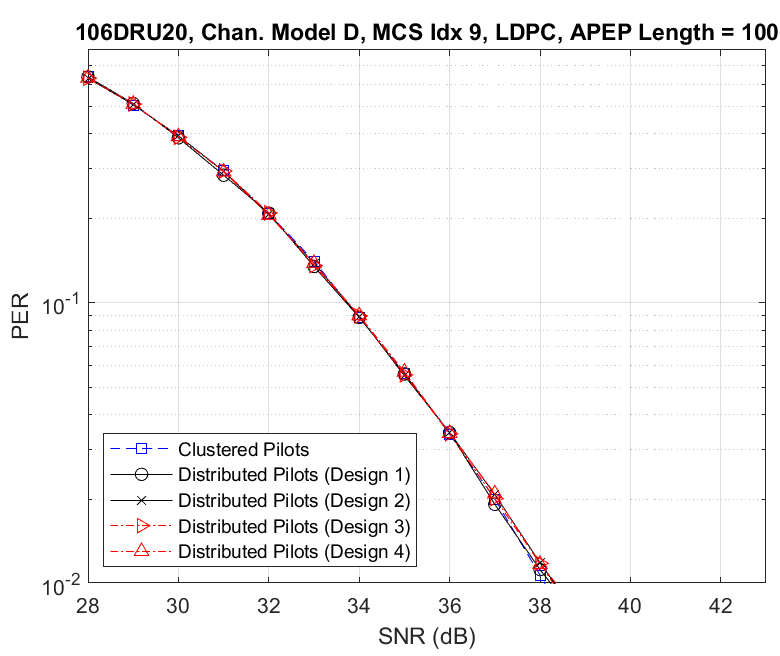 106DRU20, Chan. Model D, MCS Idx 9, LDPC, APEP Length = 100
PER
10-1
10-2
Clustered Pilots
Distributed Pilots (Design 1)
Distributed Pilots (Design 2)
Distributed Pilots (Design 3)
Distributed Pilots (Design 4)
28 30 32 34 36 38 40 42
SNR (dB)